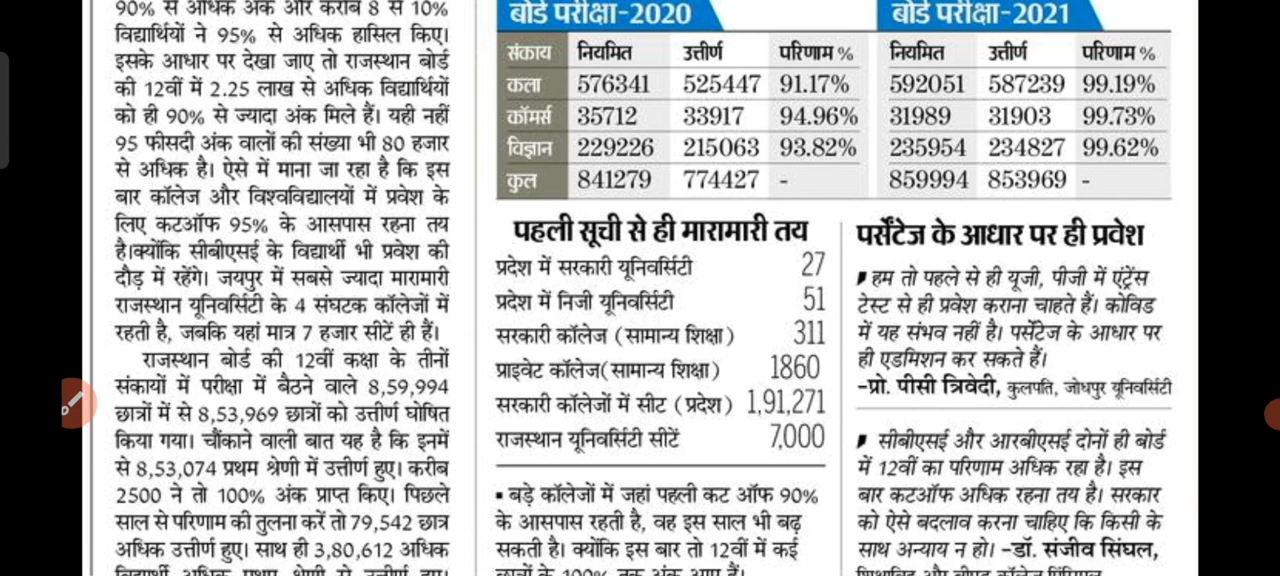 90% से अधिक अंक और करीब 8 से 10%
विद्यार्थियों ने 95% से अधिक हासिल किए।
इसके आधार पर देखा जाए तो राजस्थान बोर्ड
की 12वीं में 2.25 लाख से अधिक विद्यार्थियों
को ही 90% से ज्यादा अंक मिले हैं। यही नहीं
95 फीसदी अंक वालों की संख्या भी 80 हजार
से अधिक है। ऐसे में माना जा रहा है कि इस
बार कॉलेज और विश्वविद्यालयों में प्रवेश के
लिए कटऑफ 95% के आसपास रहना तय
है।क्योंकि सीबीएसई के विद्यार्थी भी प्रवेश की
दौड़ में रहेंगे। जयपुर में सबसे ज्यादा मारामारी
राजस्थान यूनिवर्सिटी के 4 संघटक कॉलेजों में
रहती है, जबकि यहां मात्र 7 हजार सीटें ही हैं।
राजस्थान बोर्ड की 12वीं कक्षा के तीनों
संकायों में परीक्षा में बैठने वाले 8,59,994
छात्रों में से 8,53,969 छात्रों को उत्तीर्ण घोषित
किया गया। चौंकाने वाली बात यह है कि इनमें
से 8,53,074 प्रथम श्रेणी में उत्तीर्ण हुए। करीब
2500 ने तो 100% अंक प्राप्त किए। पिछले
साल से परिणाम की तुलना करें तो 79,542 छात्र
अधिक उत्तीर्ण हुए। साथ ही 3,80,612 अधिक
विद्यार्थी अधिक प्रथम श्रेणी से उत्तीर्ण हुए।
बोर्ड परीक्षा-2020 बोर्ड परीक्षा-2021
संकाय नियमित उत्तीर्ण परिणाम % नियमित उत्तीर्ण परिणाम %
कला 576341 525447 91.17% 592051 587239 99.19%
कॉमर्स 35712 33917 94.96% 31989 31903 99.73%
विज्ञान 229226 215063 93.82% 235954 234827 99.62%
कुल 841279 774427 - 859994 853969 -
पहली सूची से ही मारामारी तय
प्रदेश में सरकारी यूनिवर्सिटी 27
प्रदेश में निजी यूनिवर्सिटी 51
सरकारी कॉलेज (सामान्य शिक्षा) 311
प्राइवेट कॉलेज(सामान्य शिक्षा) 1860
सरकारी कॉलेजों में सीट (प्रदेश) 1,91,271
राजस्थान यूनिवर्सिटी सीटें 7,000
▪ बड़े कॉलेजों में जहां पहली कट ऑफ 90%
के आसपास रहती है, वह इस साल भी बढ़
सकती है। क्योंकि इस बार तो 12वीं में कई
छात्रों के 100% तक अंक आए हैं।
पर्सेंटेज के आधार पर ही प्रवेश
▪ हम तो पहले से ही यूजी, पीजी में एंट्रेंस
टेस्ट से ही प्रवेश कराना चाहते हैं। कोविड
में यह संभव नहीं है। पर्सेंटेज के आधार पर
ही एडमिशन कर सकते हैं।
-प्रो. पीसी त्रिवेदी, कुलपति, जोधपुर यूनिवर्सिटी
▪ सीबीएसई और आरबीएसई दोनों ही बोर्ड
में 12वीं का परिणाम अधिक रहा है। इस
बार कटऑफ अधिक रहना तय है। सरकार
को ऐसे बदलाव करना चाहिए कि किसी के
साथ अन्याय न हो। -डॉ. संजीव सिंघल,
शिक्षाविद और बीएड कॉलेज प्रिंसिपल